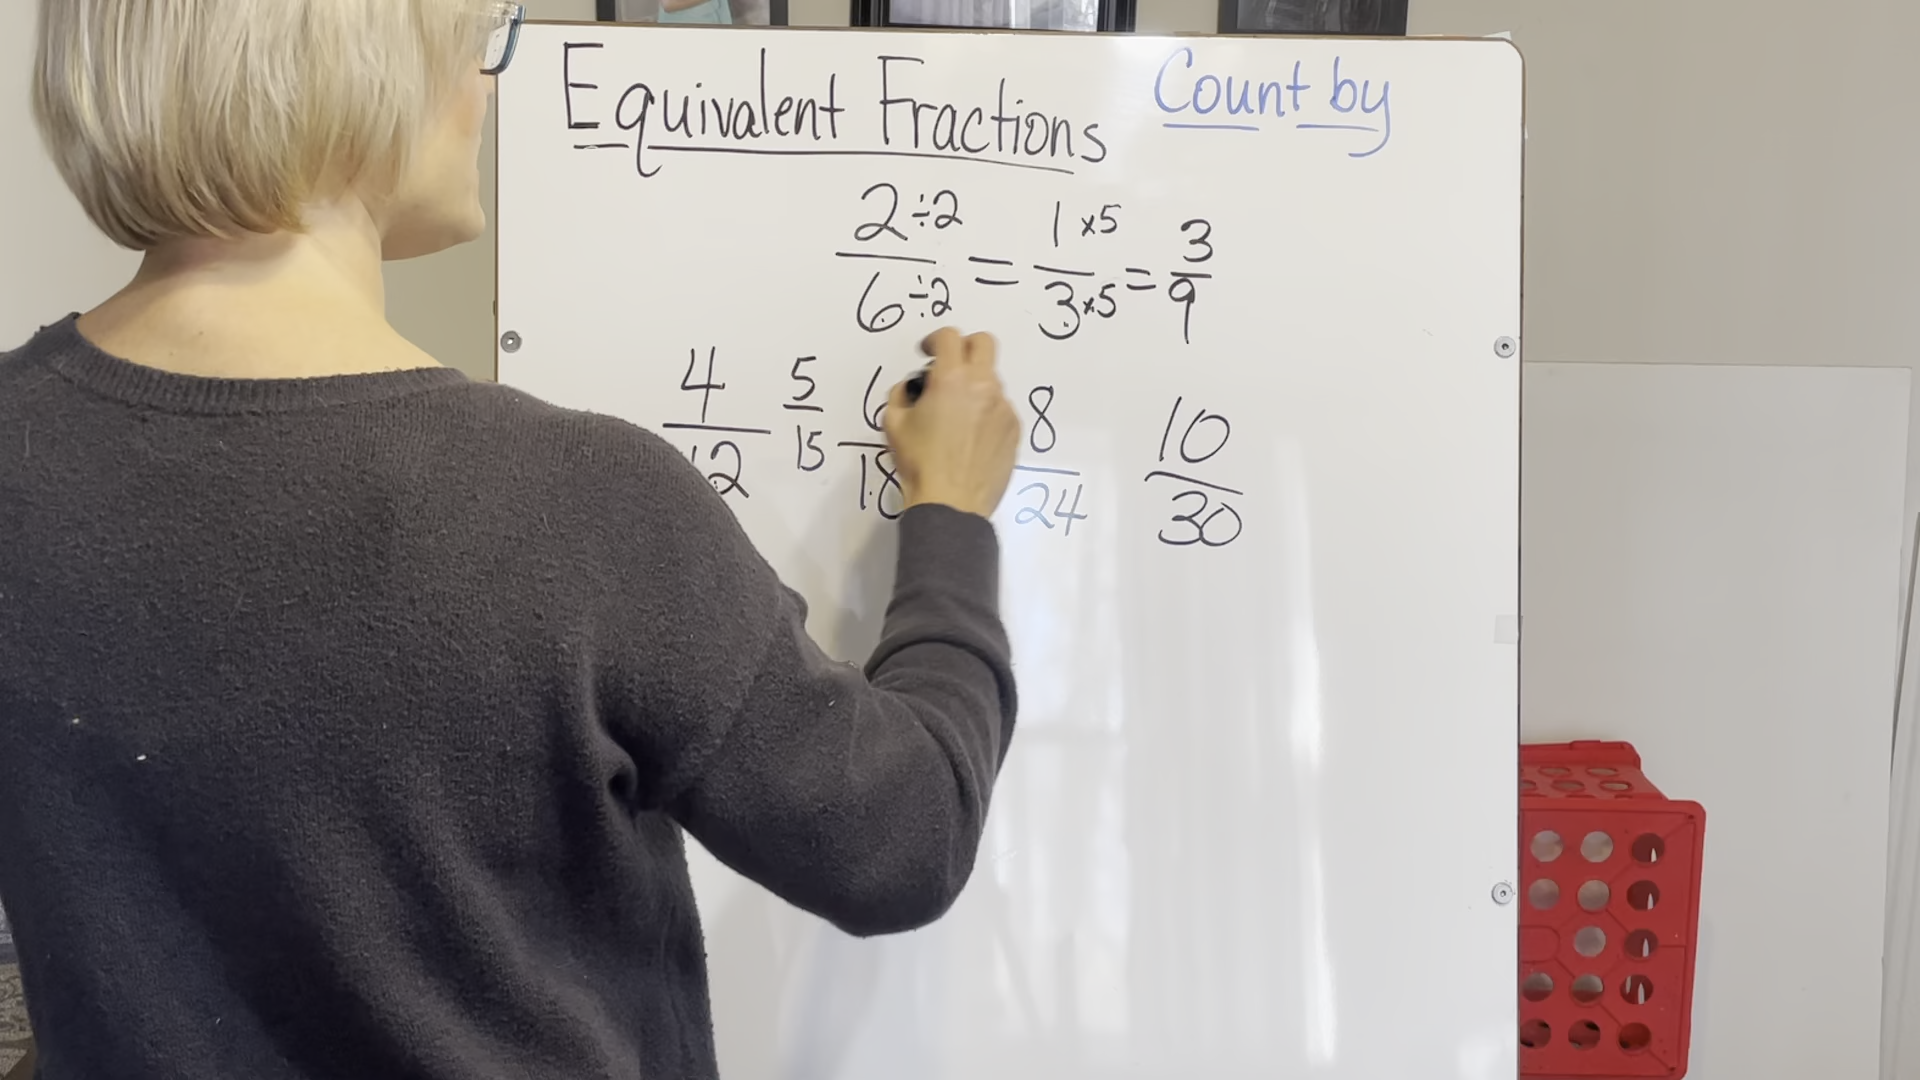 Equivalent Fractions
Count by
2÷2 / 6÷2 = 1×5 / 3×5 = 3/9
4/12 5/15 6/18 8/24 10/30